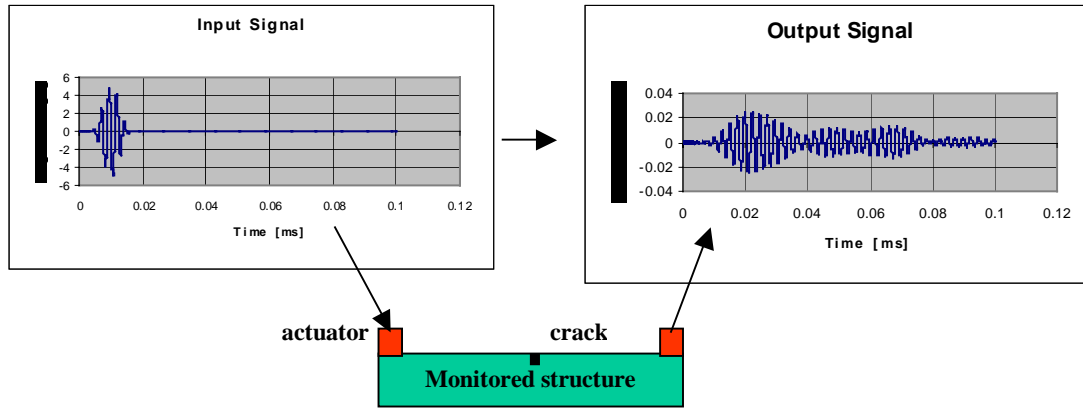 Input Signal
6
4
2
0
-2
-4
-6
0 0.02 0.04 0.06 0.08 0.1 0.12
Time [ms]
Output Signal
0.04
0.02
0
-0.02
-0.04
0 0.02 0.04 0.06 0.08 0.1 0.12
Time [ms]
actuator crack
Monitored structure